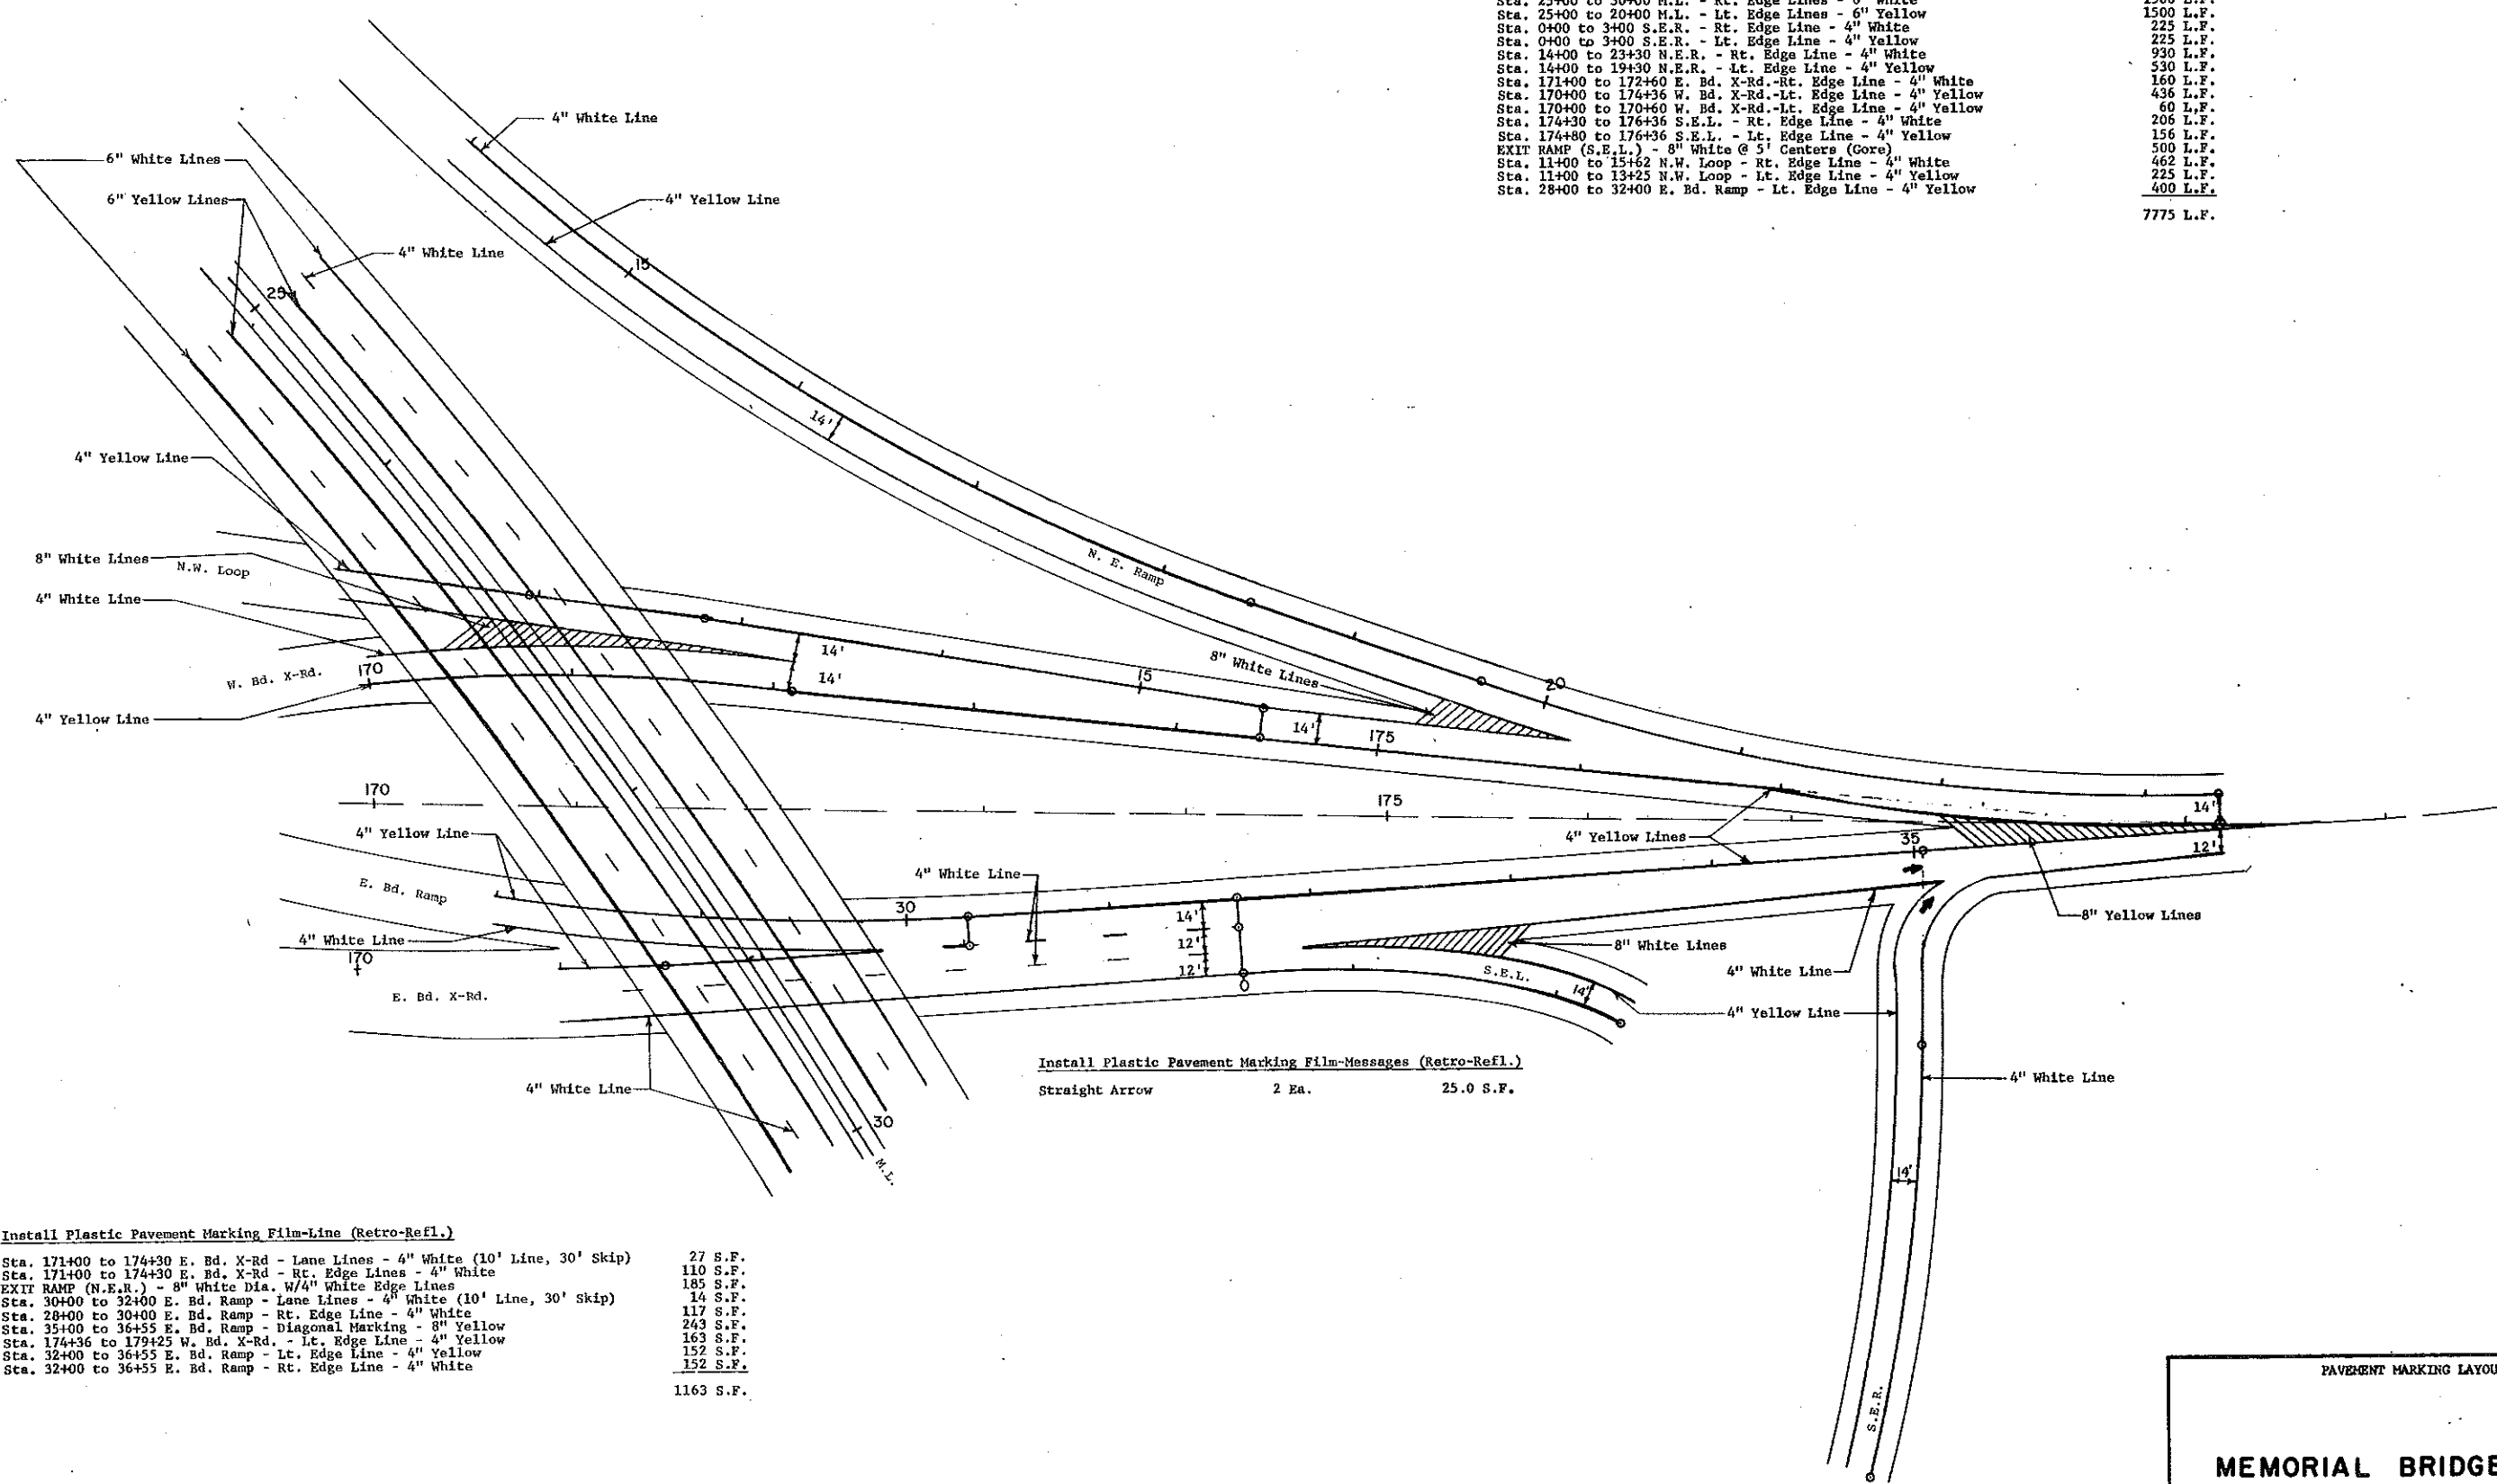 Sta. 25+00 to 30+00 M.L. - Rt. Edge Lines - 6" White 1500 L.F.
Sta. 25+00 to 20+00 M.L. - Lt. Edge Lines - 6" Yellow 1500 L.F.
Sta. 0+00 to 3+00 S.E.R. - Rt. Edge Line - 4" White 225 L.F.
Sta. 0+00 to 3+00 S.E.R. - Lt. Edge Line - 4" Yellow 225 L.F.
Sta. 14+00 to 23+30 N.E.R. - Rt. Edge Line - 4" White 930 L.F.
Sta. 14+00 to 19+30 N.E.R. - Lt. Edge Line - 4" Yellow 530 L.F.
Sta. 171+00 to 172+60 E. Bd. X-Rd.-Rt. Edge Line - 4" White 160 L.F.
Sta. 170+00 to 174+36 W. Bd. X-Rd.-Lt. Edge Line - 4" Yellow 436 L.F.
Sta. 170+00 to 170+60 W. Bd. X-Rd.-Lt. Edge Line - 4" Yellow 60 L.F.
Sta. 174+30 to 176+36 S.E.L. - Rt. Edge Line - 4" White 206 L.F.
Sta. 174+80 to 176+36 S.E.L. - Lt. Edge Line - 4" Yellow 156 L.F.
EXIT RAMP (S.E.L.) - 8" White @ 5' Centers (Gore) 500 L.F.
Sta. 11+00 to 15+62 N.W. Loop - Rt. Edge Line - 4" White 462 L.F.
Sta. 11+00 to 13+25 N.W. Loop - Lt. Edge Line - 4" Yellow 225 L.F.
Sta. 28+00 to 32+00 E. Bd. Ramp - Lt. Edge Line - 4" Yellow 400 L.F.
7775 L.F.
4" White Line
6" White Lines
6" Yellow Lines
4" Yellow Line
4" White Line
15
25
14'
4" Yellow Line
8" White Lines
N.W. Loop
4" White Line
N. E. Ramp
W. Bd. X-Rd.
170
14'
14'
8" White Lines
15
20
4" Yellow Line
14'
175
170
175
14'
4" Yellow Line
4" Yellow Lines
35
12'
E. Bd. Ramp
4" White Line
30
14'
12'
12'
8" Yellow Lines
4" White Line
170
8" White Lines
4" White Line
S.E.L.
0
14'
E. Bd. X-Rd.
4" Yellow Line
4" White Line
4" White Line
30
M.L.
14'
S.E.R.
Install Plastic Pavement Marking Film-Messages (Retro-Refl.)
Straight Arrow 2 Ea. 25.0 S.F.
Install Plastic Pavement Marking Film-Line (Retro-Refl.)
Sta. 171+00 to 174+30 E. Bd. X-Rd - Lane Lines - 4" White (10' Line, 30' Skip) 27 S.F.
Sta. 171+00 to 174+30 E. Bd. X-Rd - Rt. Edge Lines - 4" White 110 S.F.
EXIT RAMP (N.E.R.) - 8" White Dia. W/4" White Edge Lines 185 S.F.
Sta. 30+00 to 32+00 E. Bd. Ramp - Lane Lines - 4" White (10' Line, 30' Skip) 14 S.F.
Sta. 28+00 to 30+00 E. Bd. Ramp - Rt. Edge Line - 4" White 117 S.F.
Sta. 35+00 to 36+55 E. Bd. Ramp - Diagonal Marking - 8" Yellow 243 S.F.
Sta. 174+36 to 179+25 W. Bd. X-Rd. - Lt. Edge Line - 4" Yellow 163 S.F.
Sta. 32+00 to 36+55 E. Bd. Ramp - Lt. Edge Line - 4" Yellow 152 S.F.
Sta. 32+00 to 36+55 E. Bd. Ramp - Rt. Edge Line - 4" White 152 S.F.
1163 S.F.
PAVEMENT MARKING LAYOU
MEMORIAL BRIDGE